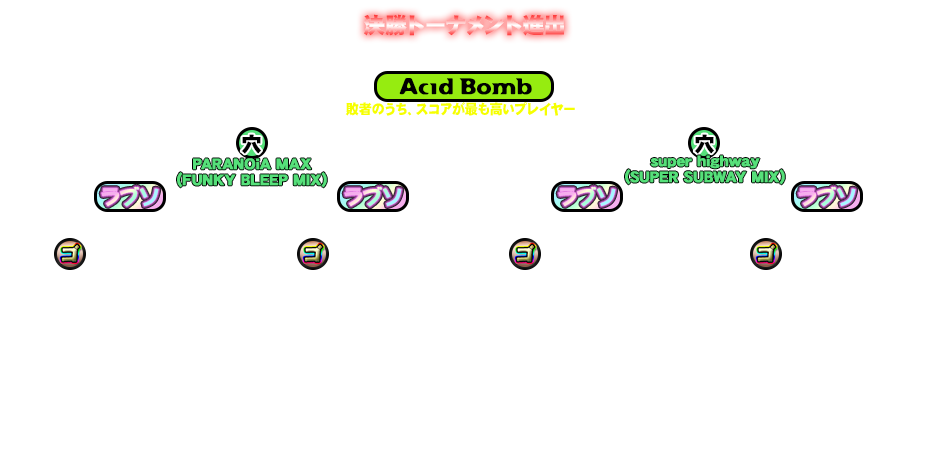 決勝トーナメント進出
Acid Bomb
敗者のうち、スコアが最も高いプレイヤー
穴
PARANOiA MAX
(FUNKY BLEEP MIX)
穴
super highway
(SUPER SUBWAY MIX)
ラブソ
ラブソ
ラブソ
ラブソ
ゴ
ゴ
ゴ
ゴ